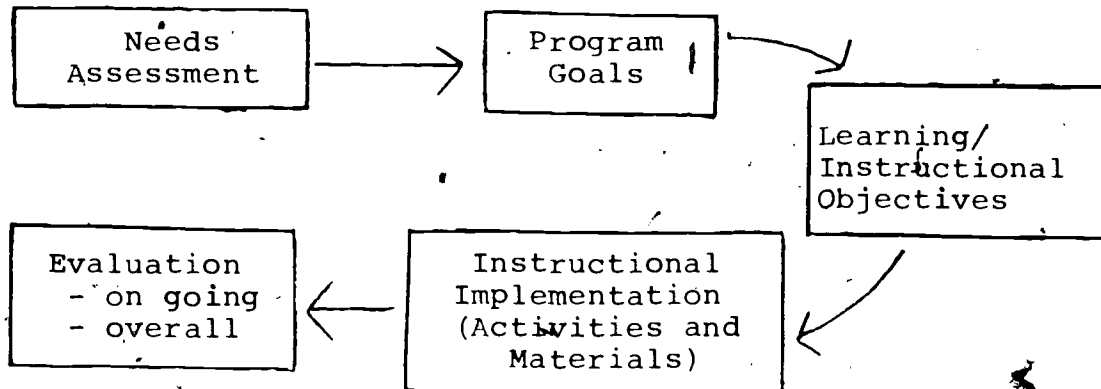 Needs
Assessment
Program
Goals
Learning/
Instructional
Objectives
Instructional
Implementation
(Activities and
Materials)
Evaluation
- on going
- overall